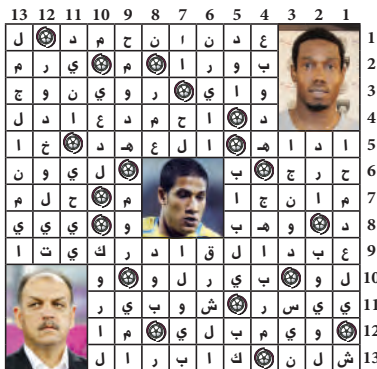 1 2 3 4 5 6 7 8 9 10 11 12 13
1 ع د ن ا ن ح م د ل
2 ب و ر ا م ي ر م
3 و ا ي ر و ي ن و ج
4 د ا ح م د ع ا د ل
5 ا د ا هـ ا ل ع هـ د خ ا
6 ح ر ج ب ل ي و ن
7 م ا ن ج ا م ح ل م
8 د و هـ ب و ي ي ي
9 ع ب د ا ل ق ا د ر ك ي ت ا
10 ل و ب ي ر ل و و
11 ي ي س ر ش و ب ي ر
12 و ي م ب ل ي م ا
13 ش ل ن ك ا ب ر ا ل